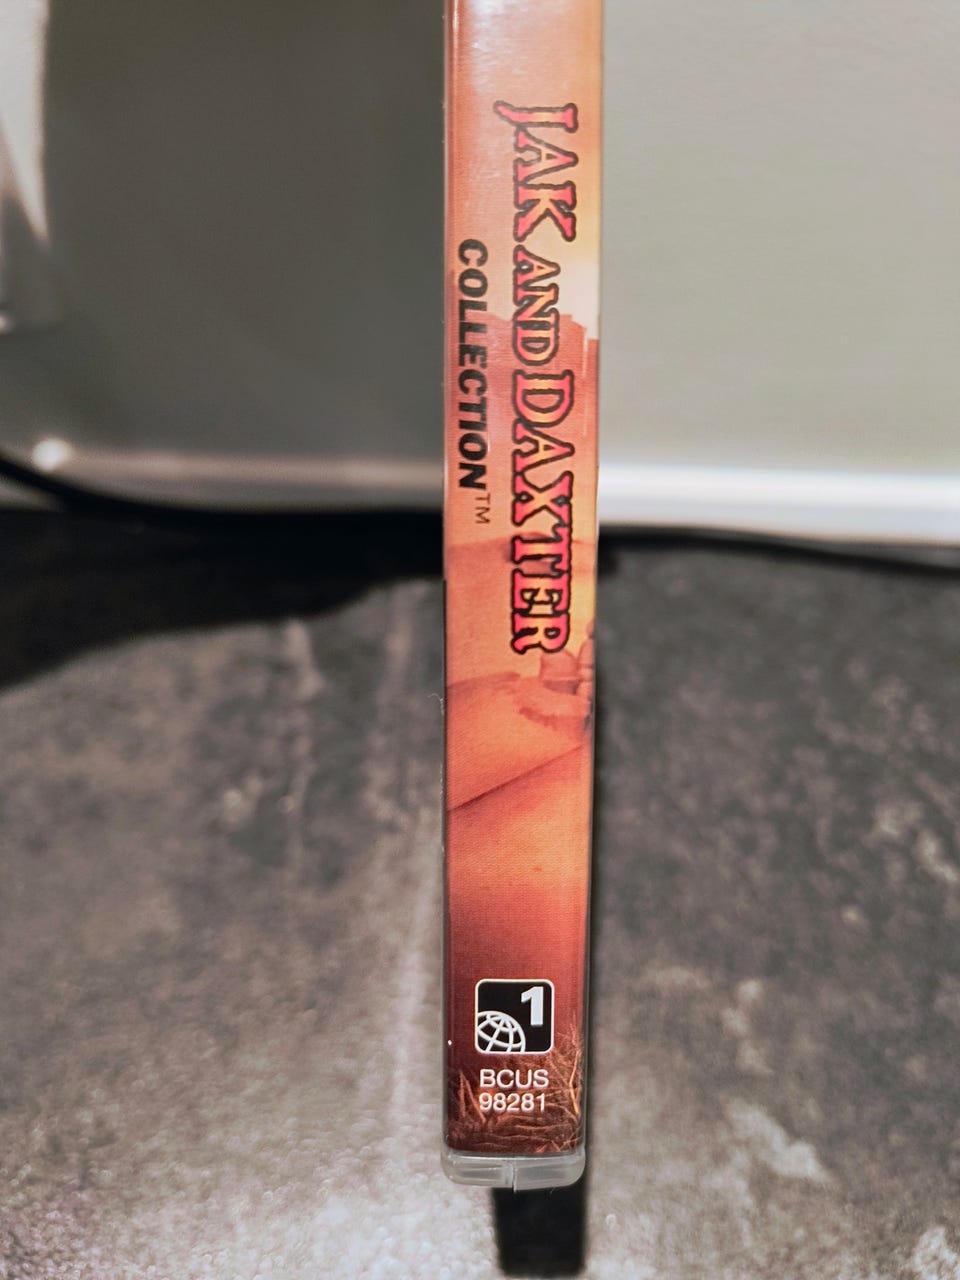 JAK AND DAXTER
COLLECTION™
1
BCUS
98281